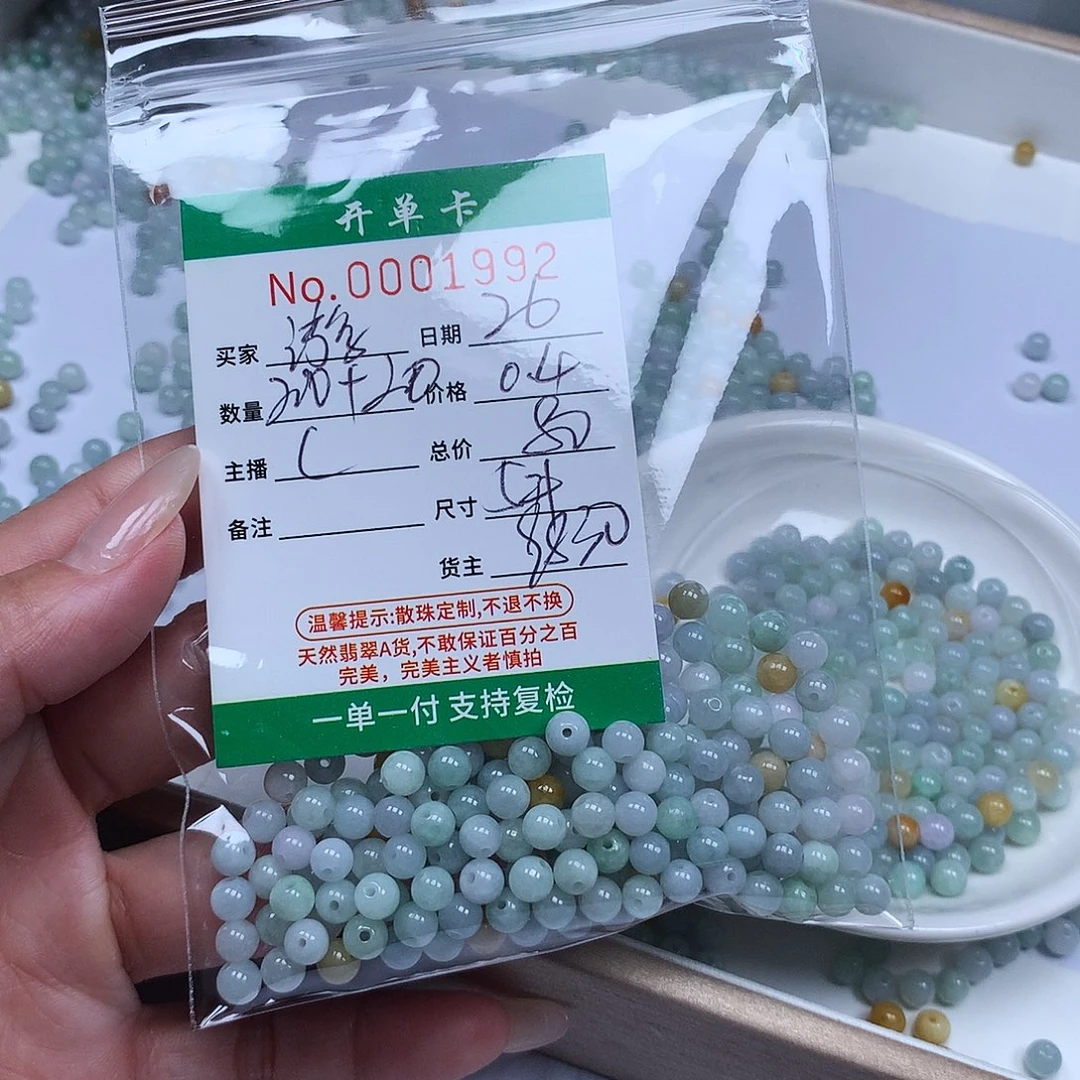 开单卡
No.0001992
买家 日期 26
数量 200+20 价格 0.4
主播 C 总价 80
备注 尺寸
货主
温馨提示:散珠定制,不退不换
天然翡翠A货,不敢保证百分之百
完美，完美主义者慎拍
一单一付 支持复检